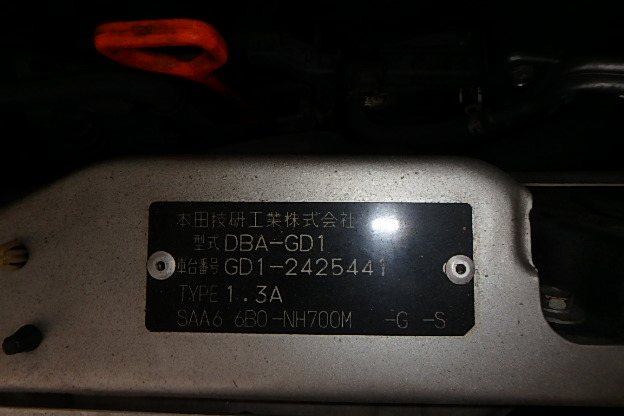 本田技研工業株式会社
型式 DBA-GD1
車台番号 GD1-2425441
TYPE 1.3A
SAA6 6B0-NH700M -G -S